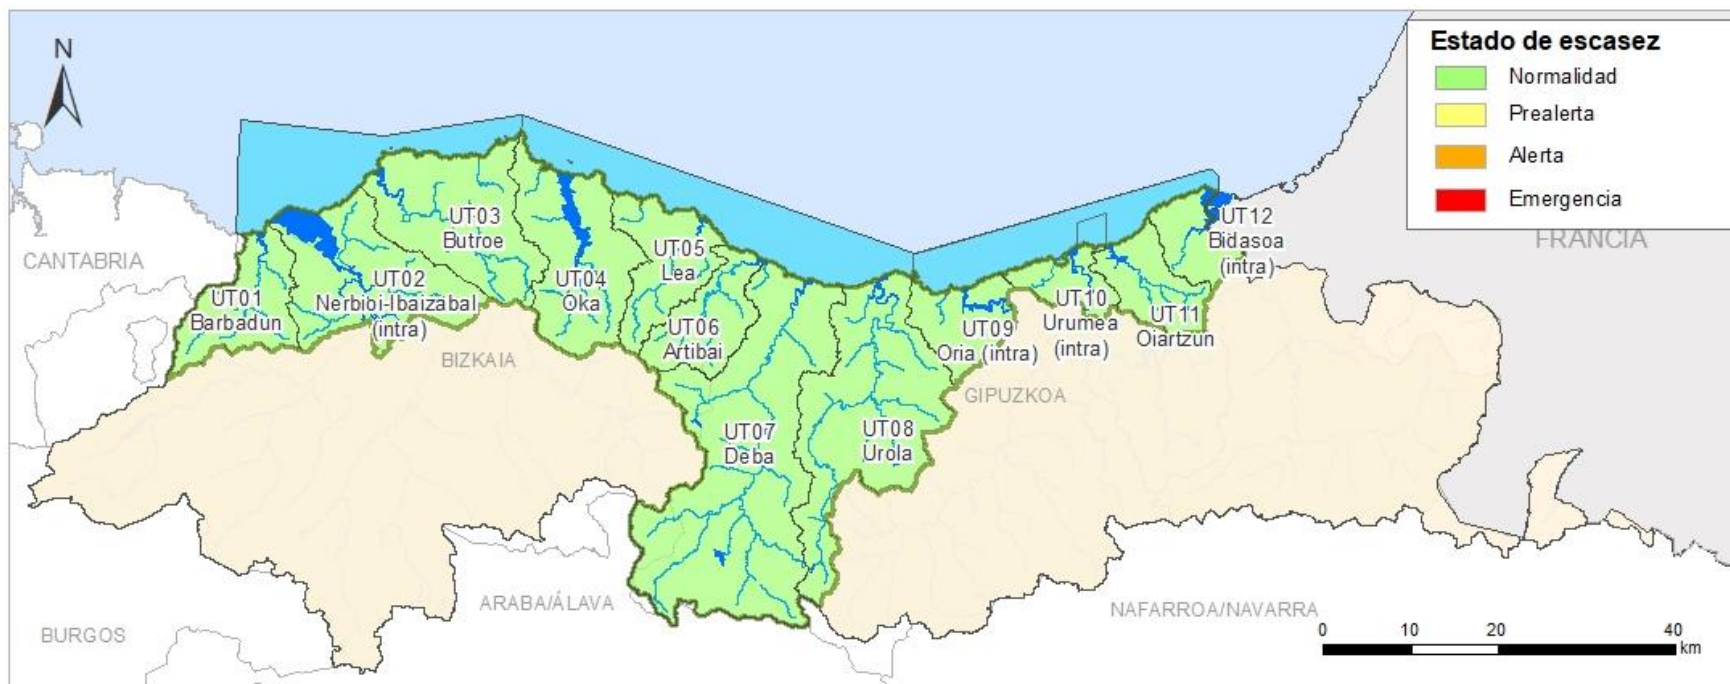 N
Estado de escasez
Normalidad
Prealerta
Alerta
Emergencia
CANTABRIA
FRANCIA
UT01
Barbadun
UT02
Nerbioi-Ibaizabal
(intra)
UT03
Butroe
UT04
Oka
UT05
Lea
UT06
Artibai
UT07
Deba
UT08
Urola
UT09
Oria (intra)
UT10
Urumea
(intra)
UT11
Oiartzun
UT12
Bidasoa
(intra)
BIZKAIA
GIPUZKOA
ARABA/ÁLAVA
NAFARROA/NAVARRA
BURGOS
0 10 20 40
km